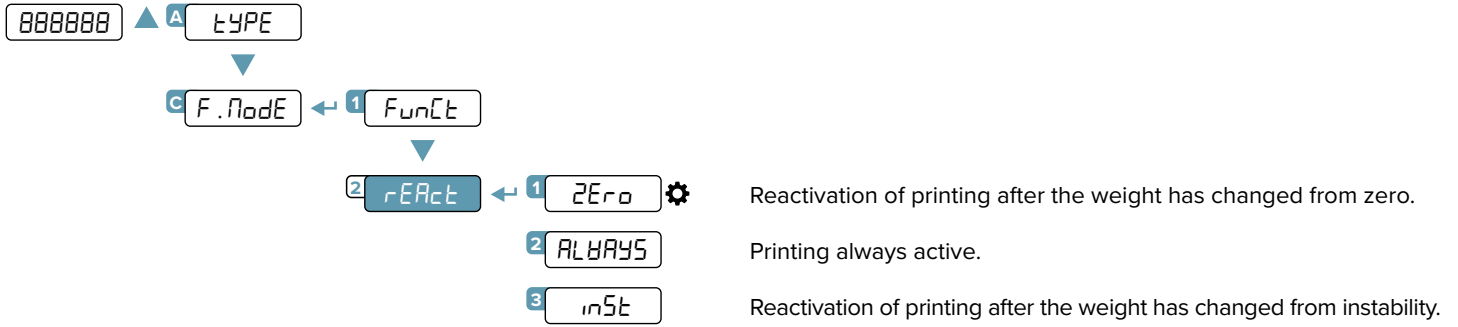 888888 A tYPE
C F.ModE 1 FunCt
2 rEAct 1 ZEro Reactivation of printing after the weight has changed from zero.
2 ALWAYS Printing always active.
3 inSt Reactivation of printing after the weight has changed from instability.